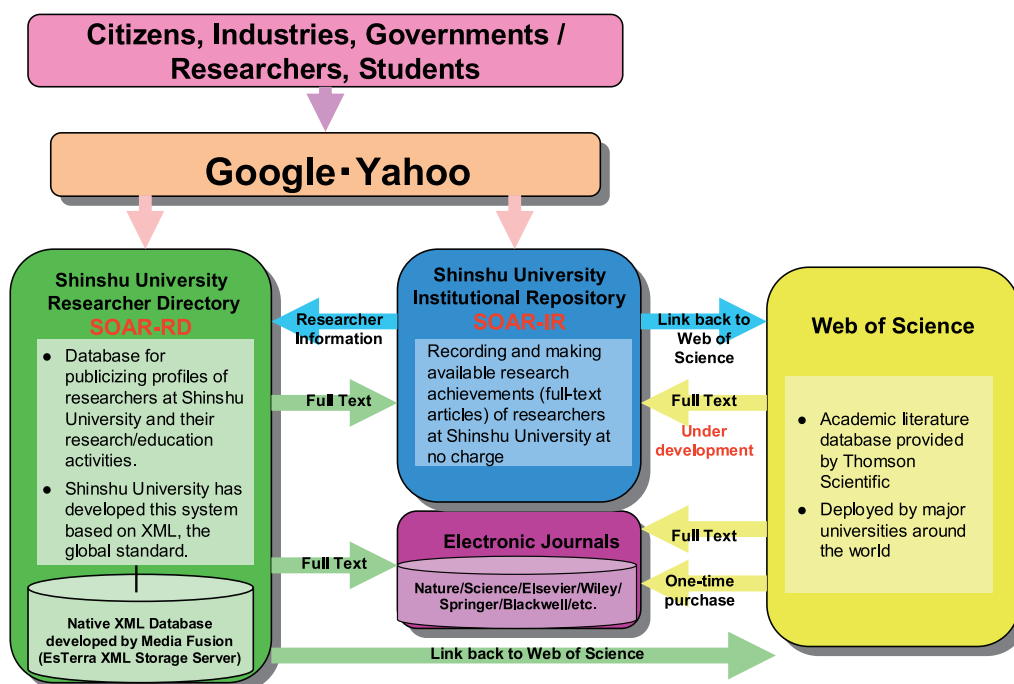 Citizens, Industries, Governments /
Researchers, Students
Google・Yahoo
Shinshu University
Researcher Directory
SOAR-RD
● Database for
publicizing profiles of
researchers at Shinshu
University and their
research/education
activities.
● Shinshu University has
developed this system
based on XML, the
global standard.
Native XML Database
developed by Media Fusion
(EsTerra XML Storage Server)
Researcher
Information
Full Text
Full Text
Link back to Web of Science
Shinshu University
Institutional Repository
SOAR-IR
Recording and making
available research
achievements (full-text
articles) of researchers
at Shinshu University at
no charge
Electronic Journals
Nature/Science/Elsevier/Wiley/
Springer/Blackwell/etc.
Link back to
Web of
Science
Full Text
Under
development
Full Text
One-time
purchase
Web of Science
● Academic literature
database provided
by Thomson
Scientific
● Deployed by major
universities around
the world